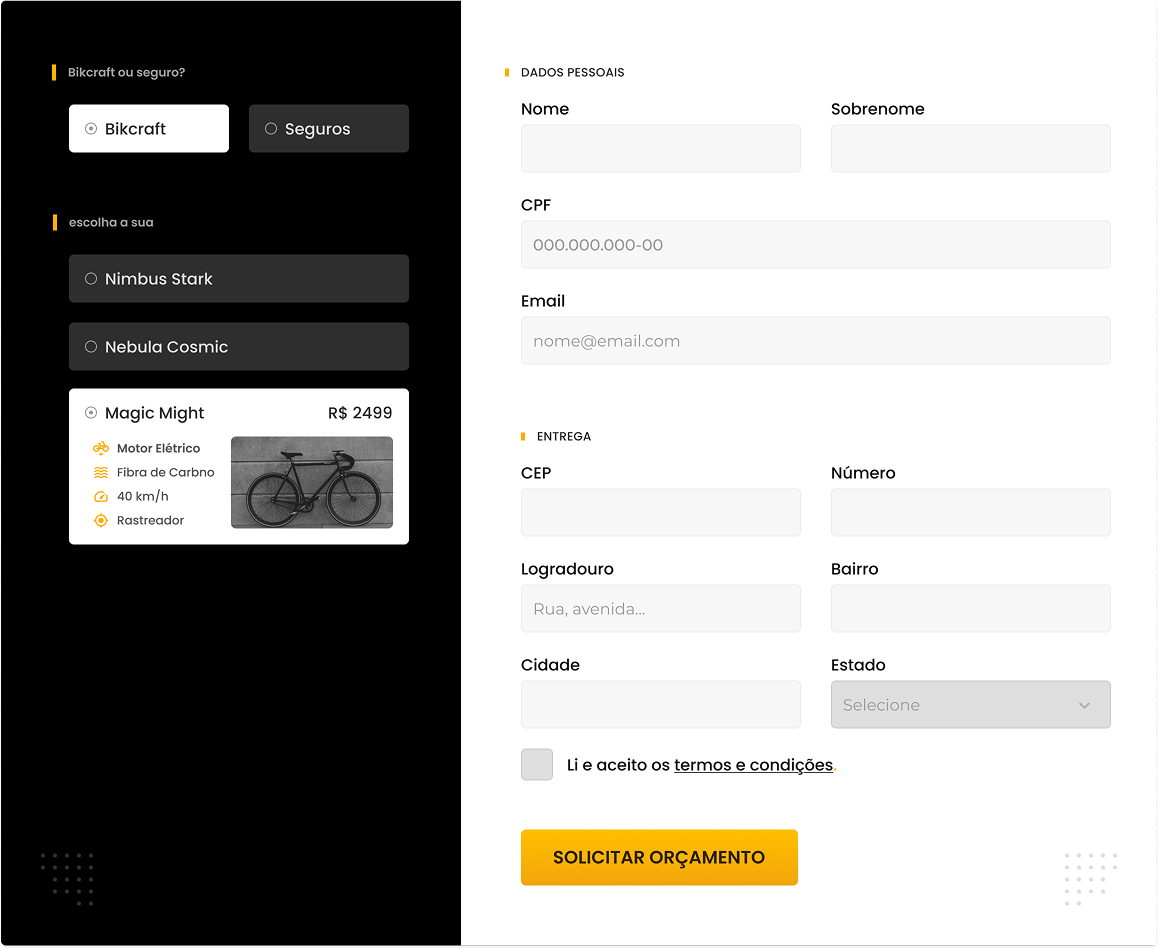 Bikcraft ou seguro?
Bikcraft
Seguros
escolha a sua
Nimbus Stark
Nebula Cosmic
Magic Might
R$ 2499
Motor Elétrico
Fibra de Carbno
40 km/h
Rastreador
DADOS PESSOAIS
Nome
Sobrenome
CPF
000.000.000-00
Email
nome@email.com
ENTREGA
CEP
Número
Logradouro
Bairro
Rua, avenida...
Cidade
Estado
Selecione
Li e aceito os termos e condições.
SOLICITAR ORÇAMENTO